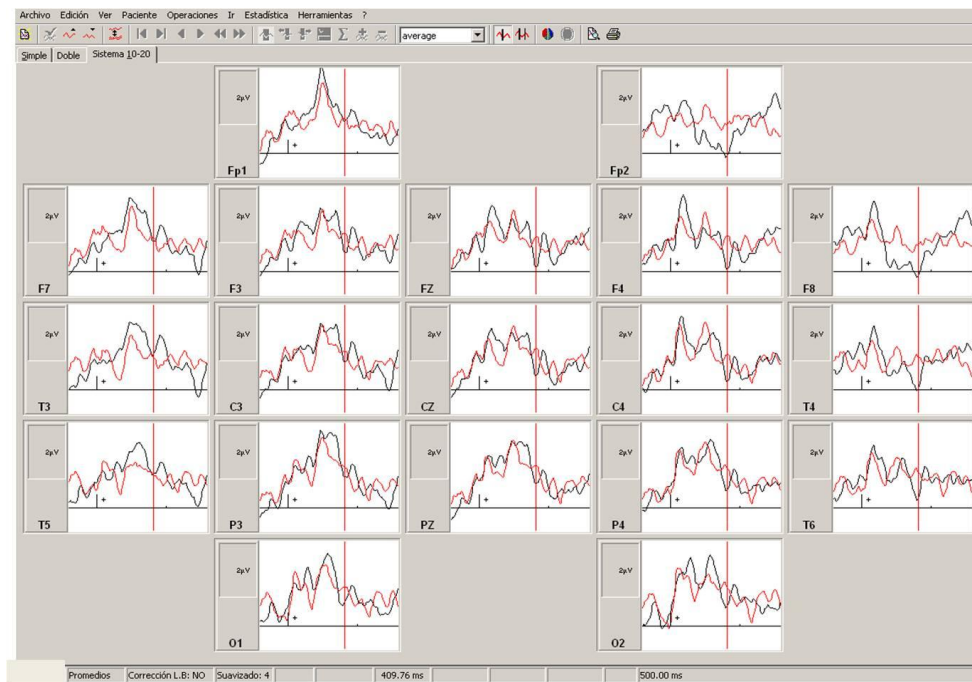 Archivo Edición Ver Paciente Operaciones Ir Estadística Herramientas ?
average
Simple Doble Sistema 10-20
2µV Fp1 2µV Fp2
2µV F7 2µV F3 2µV FZ 2µV F4 2µV F8
2µV T3 2µV C3 2µV CZ 2µV C4 2µV T4
2µV T5 2µV P3 2µV PZ 2µV P4 2µV T6
2µV O1 2µV O2
Promedios Corrección L.B: NO Suavizado: 4 409.76 ms 500.00 ms